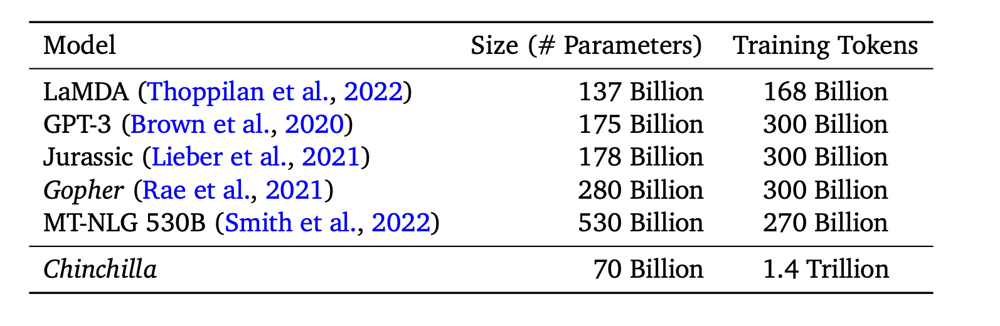 Model Size (# Parameters) Training Tokens
LaMDA (Thoppilan et al., 2022) 137 Billion 168 Billion
GPT-3 (Brown et al., 2020) 175 Billion 300 Billion
Jurassic (Lieber et al., 2021) 178 Billion 300 Billion
Gopher (Rae et al., 2021) 280 Billion 300 Billion
MT-NLG 530B (Smith et al., 2022) 530 Billion 270 Billion
Chinchilla 70 Billion 1.4 Trillion